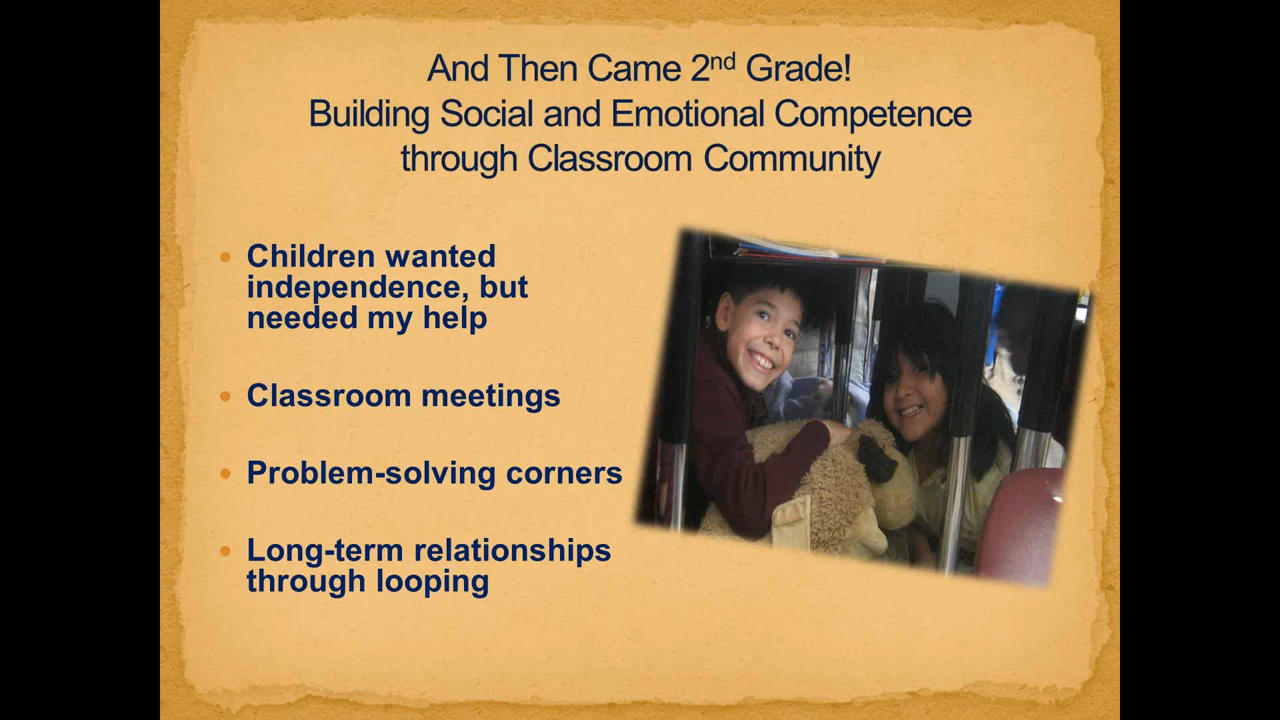 And Then Came 2nd Grade!
Building Social and Emotional Competence
through Classroom Community
• Children wanted
independence, but
needed my help
• Classroom meetings
• Problem-solving corners
• Long-term relationships
through looping